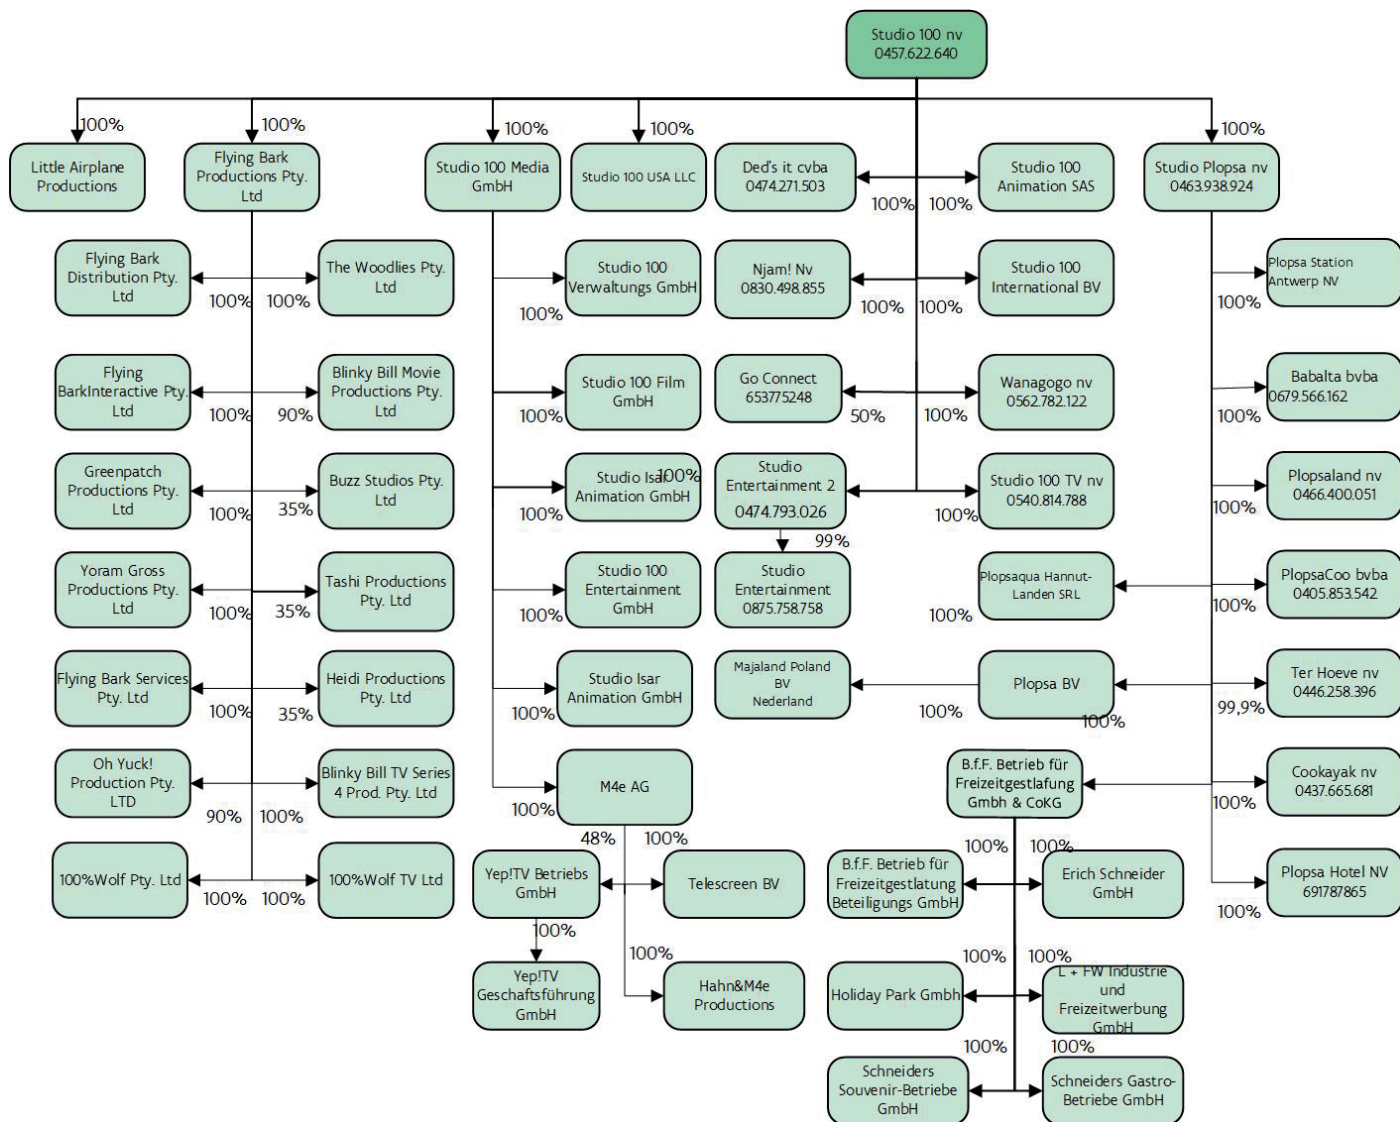 Studio 100 nv
0457.622.640
100%
100%
100%
100%
100%
Little Airplane
Productions
Flying Bark
Productions Pty.
Ltd
Studio 100 Media
GmbH
Studio 100 USA LLC
Ded's it cvba
0474.271.503
Studio 100
Animation SAS
Studio Plopsa nv
0463.938.924
100%
100%
Flying Bark
Distribution Pty.
Ltd
The Woodlies Pty.
Ltd
Studio 100
Verwaltungs GmbH
Njam! Nv
0830.498.855
Studio 100
International BV
Plopsa Station
Antwerp NV
100%
100%
100%
100%
100%
100%
Flying
BarkInteractive Pty.
Ltd
Blinky Bill Movie
Productions Pty.
Ltd
Studio 100 Film
GmbH
Go Connect
653775248
Wanagogo nv
0562.782.122
Babalta bvba
0679.566.162
100%
90%
100%
50%
100%
100%
Greenpatch
Productions Pty.
Ltd
Buzz Studios Pty.
Ltd
Studio Isar
Animation GmbH
100%
Studio
Entertainment 2
0474.793.026
Studio 100 TV nv
0540.814.788
Plopsaland nv
0466.400.051
100%
35%
100%
100%
100%
99%
Yoram Gross
Productions Pty.
Ltd
Tashi Productions
Pty. Ltd
Studio 100
Entertainment
GmbH
Studio
Entertainment
0875.758.758
Plopsaqua Hannut-
Landen SRL
PlopsaCoo bvba
0405.853.542
100%
35%
100%
100%
100%
Flying Bark Services
Pty. Ltd
Heidi Productions
Pty. Ltd
Studio Isar
Animation GmbH
Majaland Poland
BV
Nederland
Plopsa BV
Ter Hoeve nv
0446.258.396
100%
35%
100%
100%
100%
99,9%
Oh Yuck!
Production Pty.
LTD
Blinky Bill TV Series
4 Prod. Pty. Ltd
M4e AG
B.f.F. Betrieb für
Freizeitgestlafung
Gmbh & CoKG
Cookayak nv
0437.665.681
90%
100%
100%
48%
100%
100%
100%
100%
100%Wolf Pty. Ltd
100%Wolf TV Ltd
Yep!TV Betriebs
GmbH
Telescreen BV
B.f.F. Betrieb für
Freizeitgestlatung
Beteiligungs GmbH
Erich Schneider
GmbH
Plopsa Hotel NV
691787865
100%
100%
100%
100%
100%
100%
100%
Yep!TV
Geschaftsführung
GmbH
Hahn&M4e
Productions
Holiday Park Gmbh
L + FW Industrie
und
Freizeitwerbung
GmbH
100%
100%
Schneiders
Souvenir-Betriebe
GmbH
Schneiders Gastro-
Betriebe GmbH